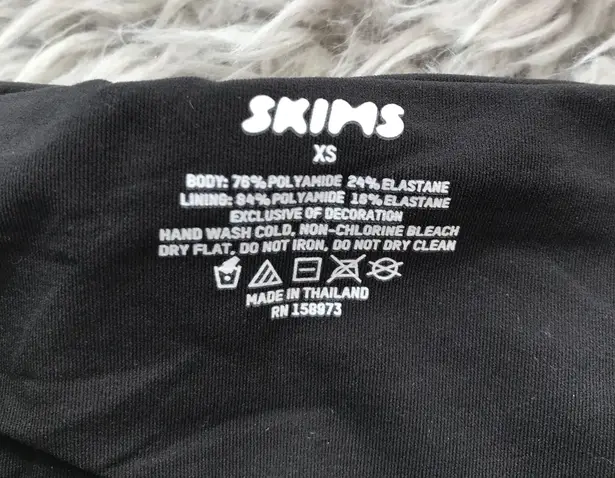 SKIMS
XS
BODY: 76% POLYAMIDE 24% ELASTANE
LINING: 84% POLYAMIDE 16% ELASTANE
EXCLUSIVE OF DECORATION
HAND WASH COLD, NON-CHLORINE BLEACH
DRY FLAT, DO NOT IRON, DO NOT DRY CLEAN
MADE IN THAILAND
RN 158973